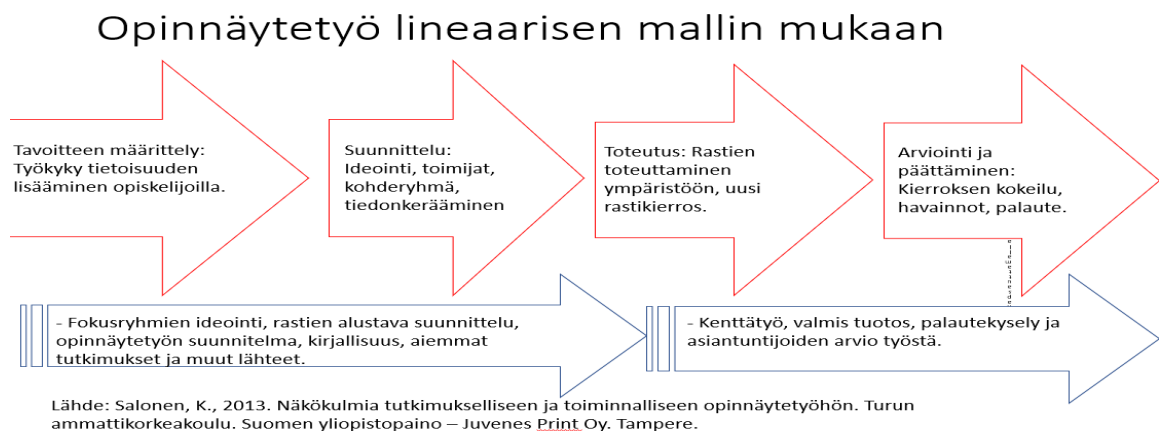 Opinnäytetyö lineaarisen mallin mukaan
Tavoitteen määrittely:
Työkyky tietoisuuden
lisääminen opiskelijoilla.
Suunnittelu:
Ideointi, toimijat,
kohderyhmä,
tiedonkerääminen
Toteutus: Rastien
toteuttaminen
ympäristöön, uusi
rastikierros.
Arviointi ja
päättäminen:
Kierroksen kokeilu,
havainnot, palaute.
- Fokusryhmien ideointi, rastien alustava suunnittelu,
opinnäytetyön suunnitelma, kirjallisuus, aiemmat
tutkimukset ja muut lähteet.
- Kenttätyö, valmis tuotos, palautekysely ja
asiantuntijoiden arvio työstä.
Lähde: Salonen, K., 2013. Näkökulmia tutkimukselliseen ja toiminnalliseen opinnäytetyöhön. Turun
ammattikorkeakoulu. Suomen yliopistopaino – Juvenes Print Oy. Tampere.